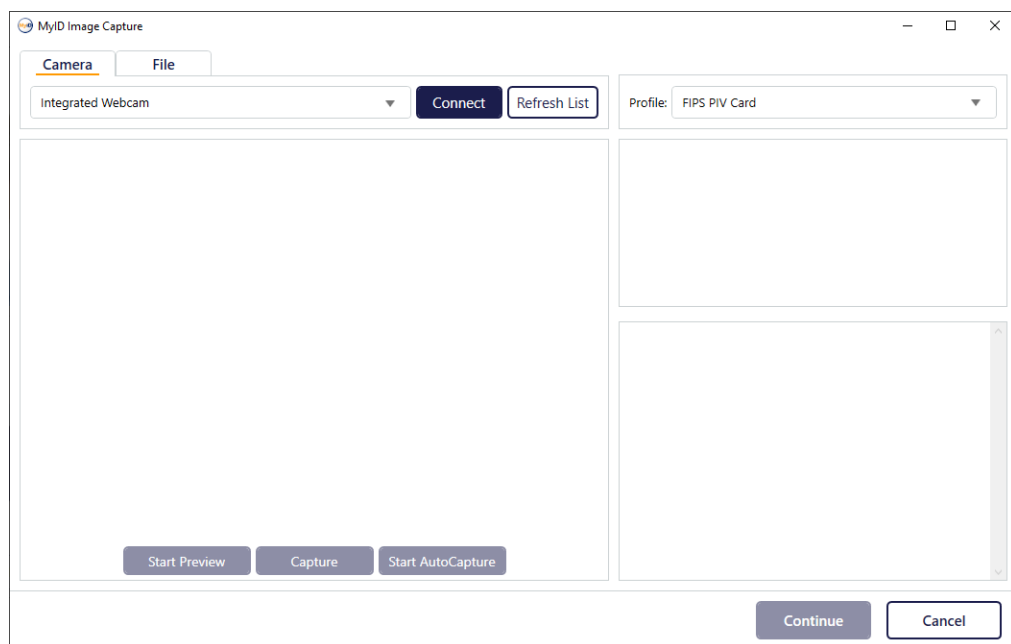 MyID Image Capture
Camera File
Integrated Webcam Connect Refresh List Profile: FIPS PIV Card
Start Preview Capture Start AutoCapture
Continue Cancel